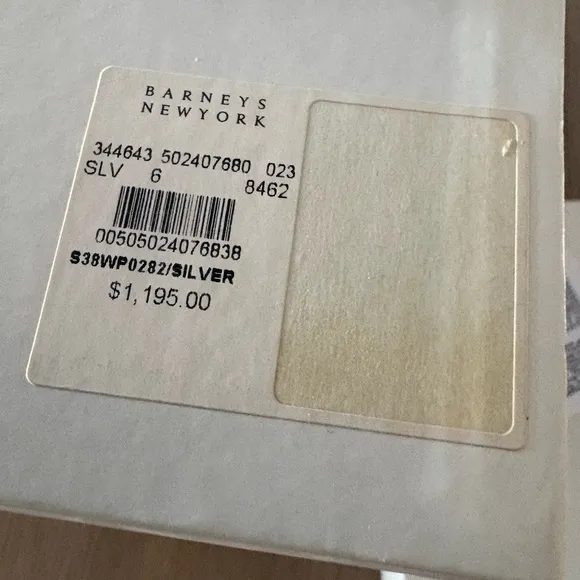 BARNEYS
NEWYORK
344643 502407680 023
SLV 6 8462
00505024076838
S38WP0282/SILVER
$1,195.00